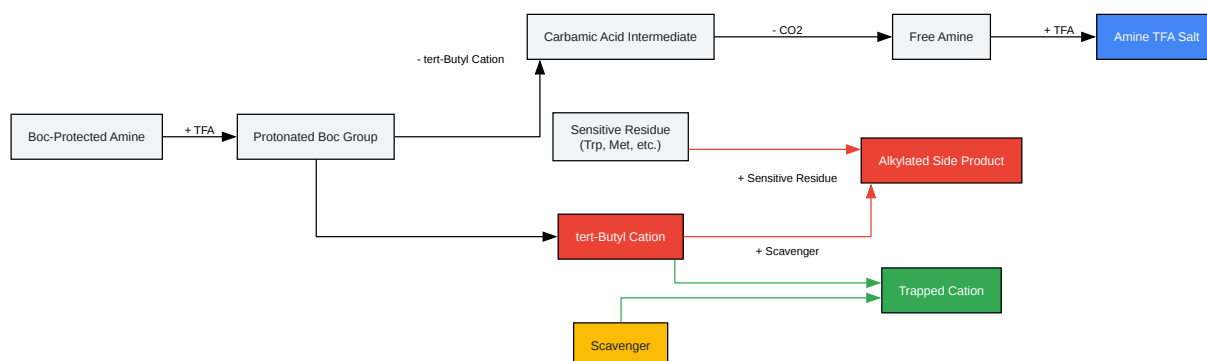 - CO2
+ TFA
Carbamic Acid Intermediate
Free Amine
Amine TFA Salt
- tert-Butyl Cation
+ TFA
Boc-Protected Amine
Protonated Boc Group
Sensitive Residue
(Trp, Met, etc.)
Alkylated Side Product
+ Sensitive Residue
tert-Butyl Cation
+ Scavenger
Trapped Cation
Scavenger